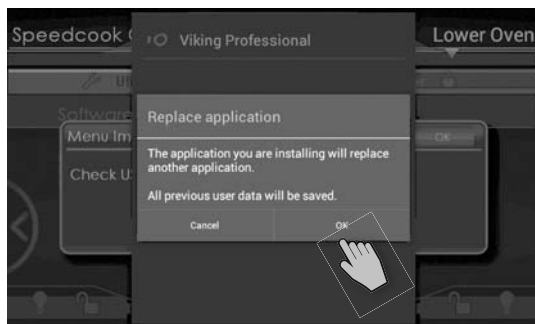 Speedcook
Viking Professional
Lower Oven
Software
Menu Im
OK
Check U
Replace application
The application you are installing will replace
another application.
All previous user data will be saved.
Cancel
OK